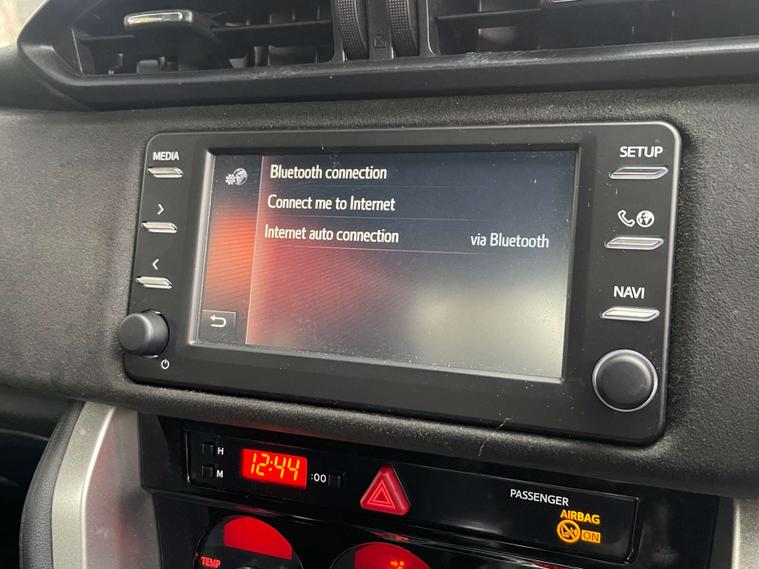 MEDIA
SETUP
Bluetooth connection
Connect me to Internet
Internet auto connection via Bluetooth
NAVI
H
M
12:44
:00
PASSENGER
AIRBAG
ON
TEMP